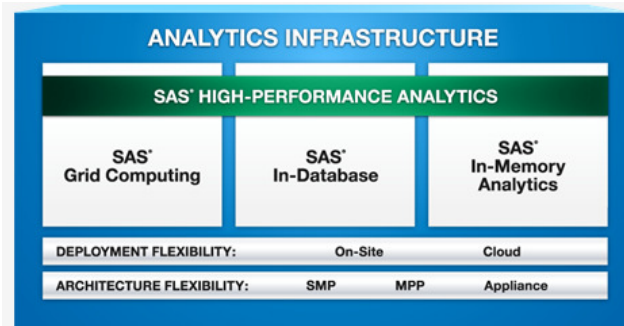 ANALYTICS INFRASTRUCTURE
SAS® HIGH-PERFORMANCE ANALYTICS
SAS®
Grid Computing
SAS®
In-Database
SAS®
In-Memory
Analytics
DEPLOYMENT FLEXIBILITY: On-Site Cloud
ARCHITECTURE FLEXIBILITY: SMP MPP Appliance